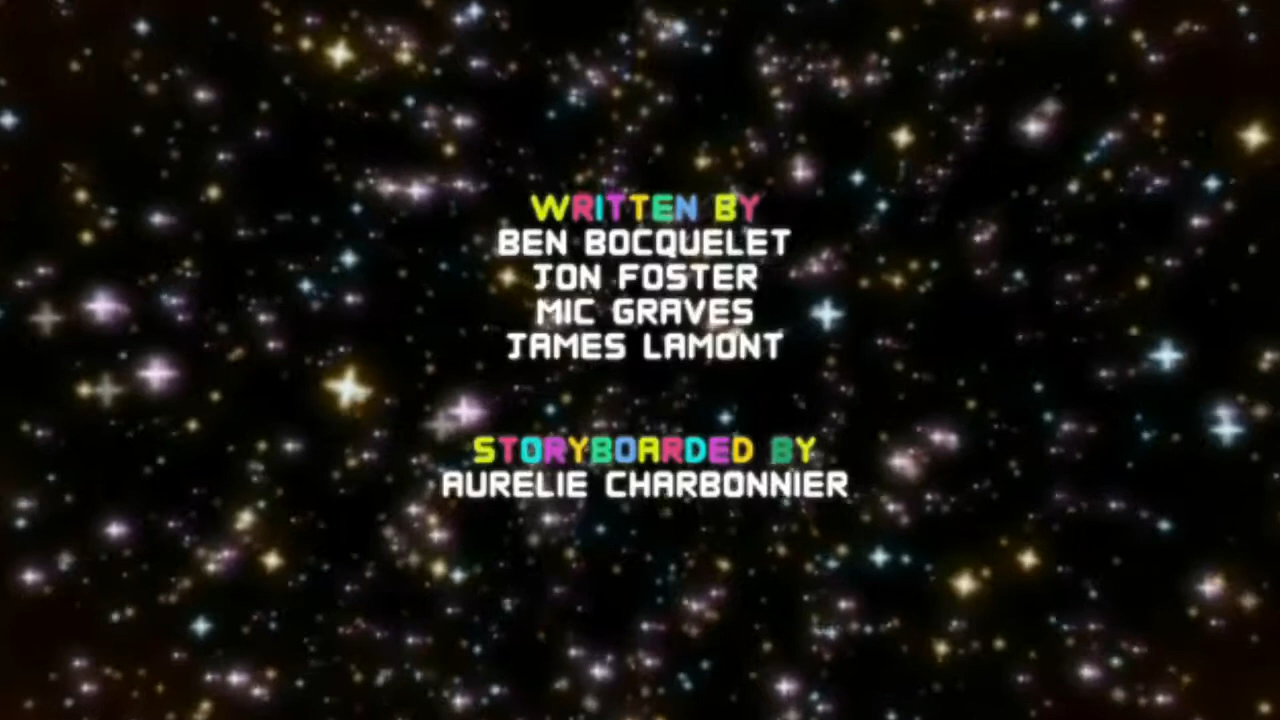 WRITTEN BY
BEN BOCQUELET
JON FOSTER
MIC GRAVES
JAMES LAMONT
STORYBOARDED BY
AURELIE CHARBONNIER